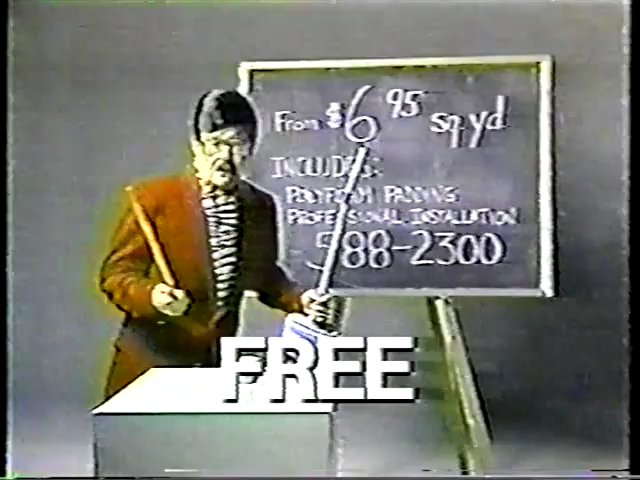 From $6 95 sq.yd
INCLUDES:
POLYFOAM PADDING
PROFESSIONAL INSTALLATION
588-2300
FREE